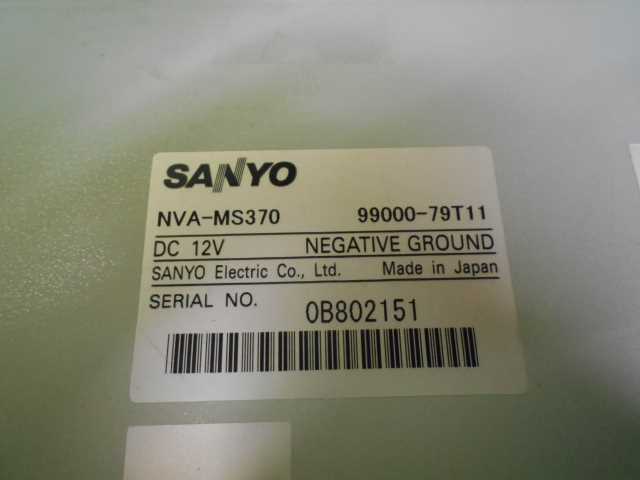 SANYO
NVA-MS370 99000-79T11
DC 12V NEGATIVE GROUND
SANYO Electric Co., Ltd. Made in Japan
SERIAL NO. 0B802151